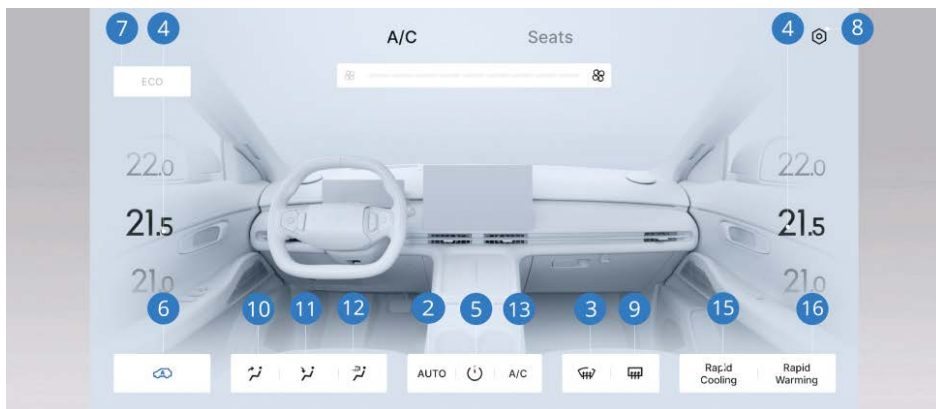 7 4 4 8
A/C Seats
ECO
22.0 22.0
21.5 21.5
21.0 21.0
6 10 11 12 2 5 13 3 9 15 16
AUTO A/C Rapid Rapid
Cooling Warming